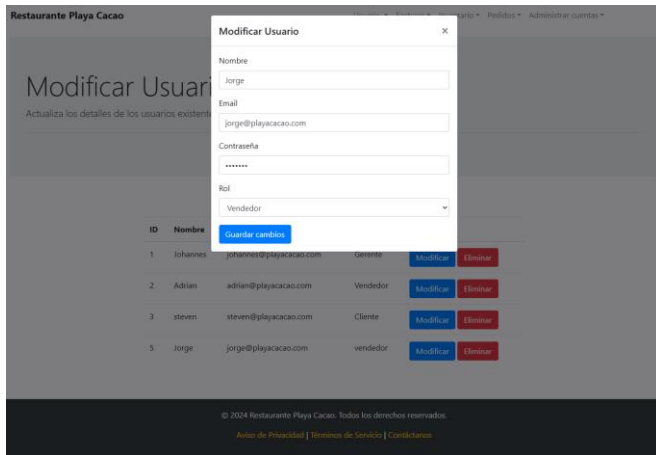 Restaurante Playa Cacao Pedidos Administrar cuentas
Modificar Usuario ×
Nombre
Jorge
Email
jorge@playacacao.com
Contraseña
•••••••
Rol
Vendedor
Guardar cambios
Modificar Usuari
Actualiza los detalles de los usuarios existent
ID Nombre
1 Johannes johannes@playacacao.com Gerente Modificar Eliminar
2 Adrian adrian@playacacao.com Vendedor Modificar Eliminar
3 steven steven@playacacao.com Cliente Modificar Eliminar
5 Jorge jorge@playacacao.com vendedor Modificar Eliminar
© 2024 Restaurante Playa Cacao. Todos los derechos reservados.
Aviso de Privacidad | Términos de Servicio | Contáctanos